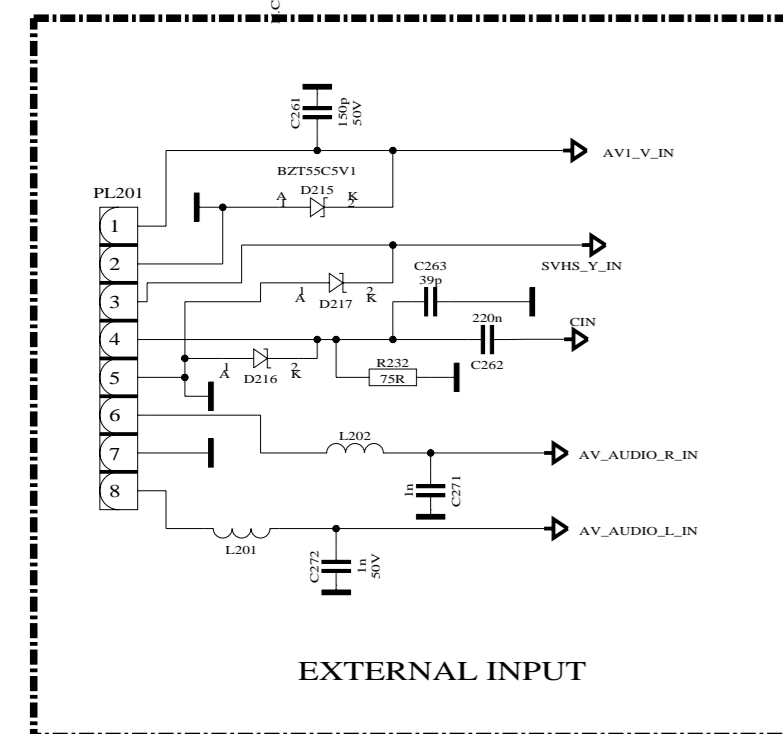 C261
150p
50V
AV1_V_IN
BZT55C5V1
D215
A
1
K
2
PL201
1
2
3
4
5
6
7
8
SVHS_Y_IN
C263
39p
A
1
D217
2
K
220n
CIN
C262
A
1
D216
2
K
R232
75R
L202
AV_AUDIO_R_IN
1n
C271
L201
AV_AUDIO_L_IN
C272
1n
50V
EXTERNAL INPUT